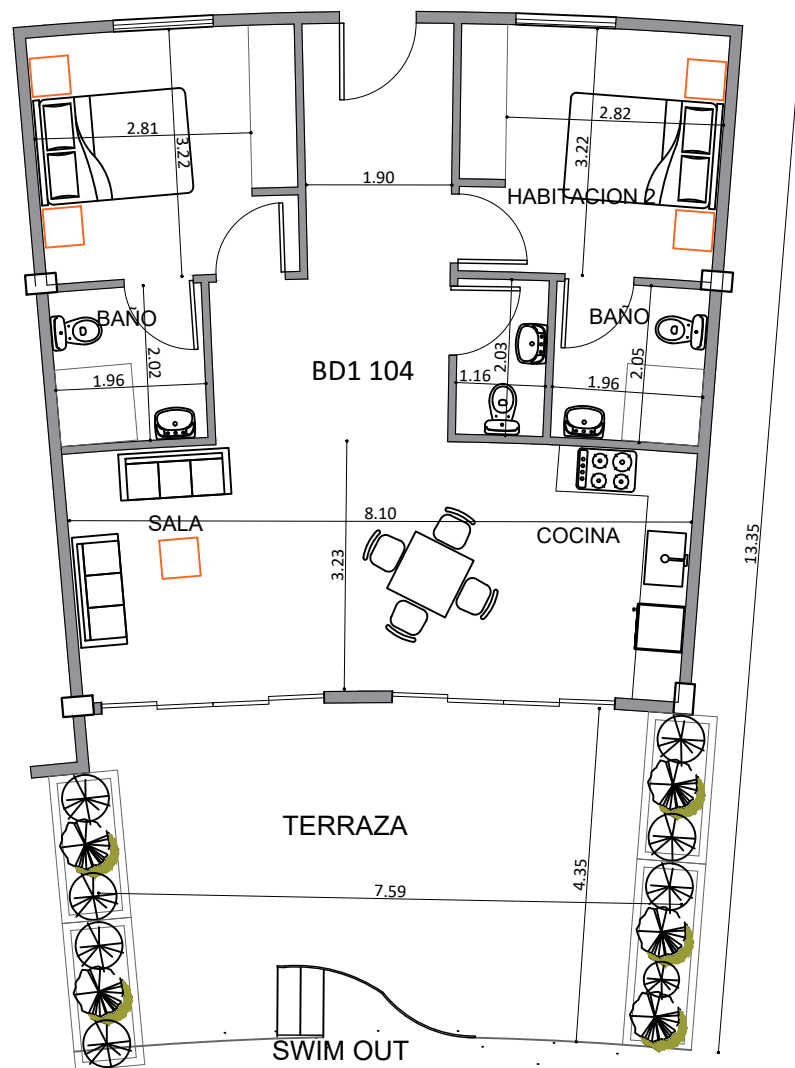 2.81
3.22
1.90
2.82
3.22
HABITACION 2
BAÑO
2.02
1.96
BD1 104
2.03
1.16
BAÑO
2.05
1.96
SALA
8.10
COCINA
3.23
13.35
TERRAZA
4.35
7.59
SWIM OUT